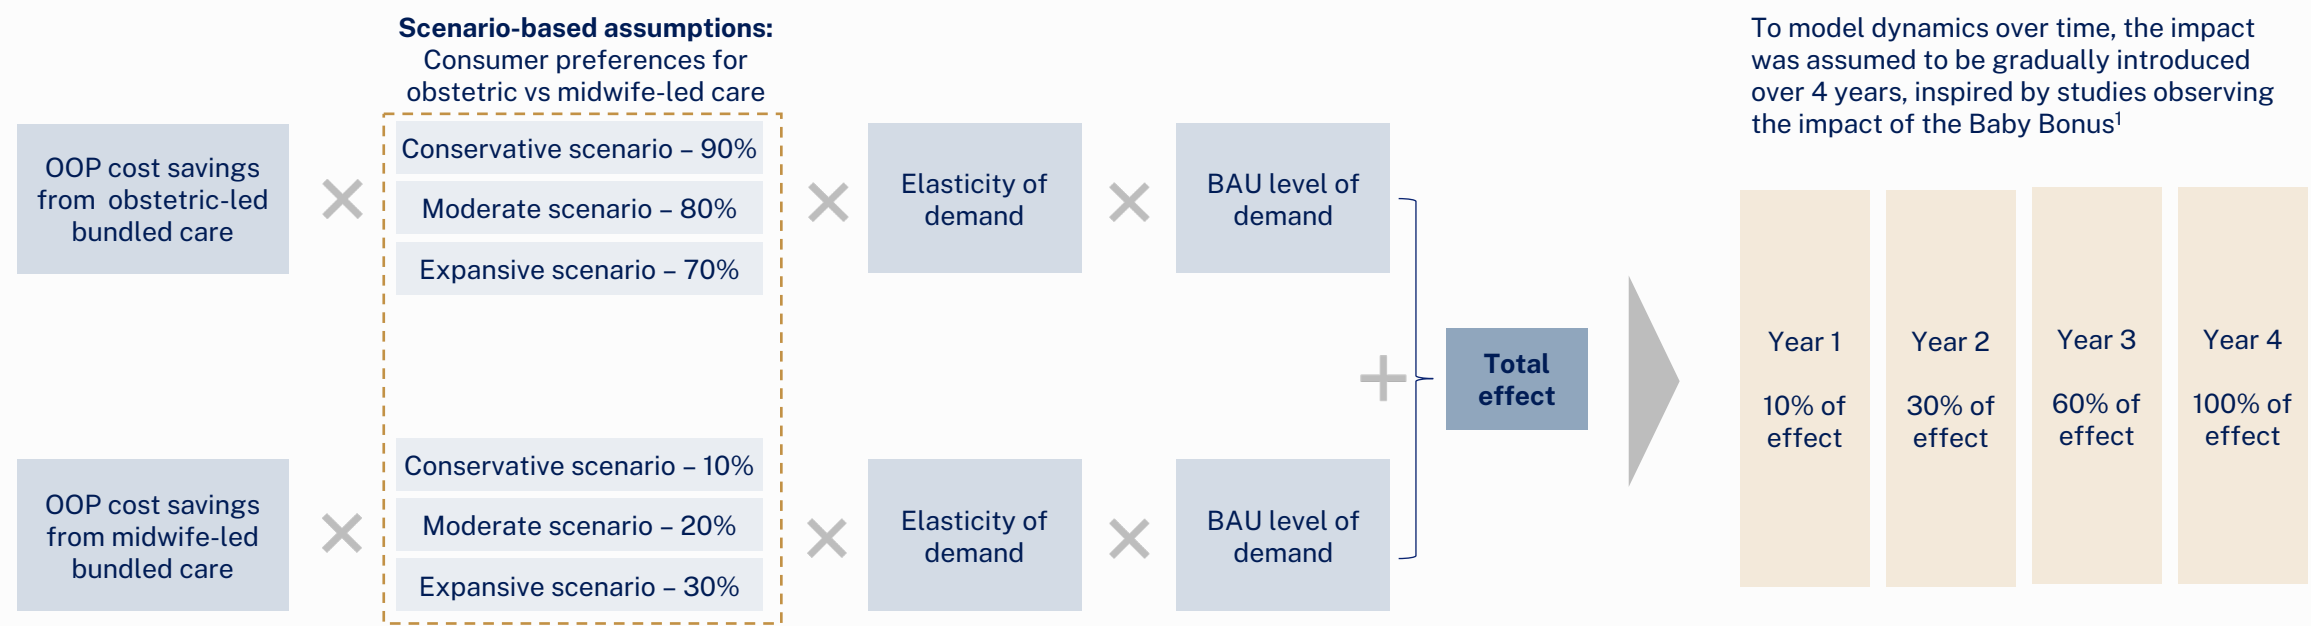 Scenario-based assumptions:
Consumer preferences for
obstetric vs midwife-led care
OOP cost savings
from obstetric-led
bundled care
Conservative scenario – 90%
Moderate scenario – 80%
Expansive scenario – 70%
Elasticity of
demand
BAU level of
demand
OOP cost savings
from midwife-led
bundled care
Conservative scenario – 10%
Moderate scenario – 20%
Expansive scenario – 30%
Elasticity of
demand
BAU level of
demand
Total
effect
To model dynamics over time, the impact
was assumed to be gradually introduced
over 4 years, inspired by studies observing
the impact of the Baby Bonus¹
Year 1
10% of
effect
Year 2
30% of
effect
Year 3
60% of
effect
Year 4
100% of
effect